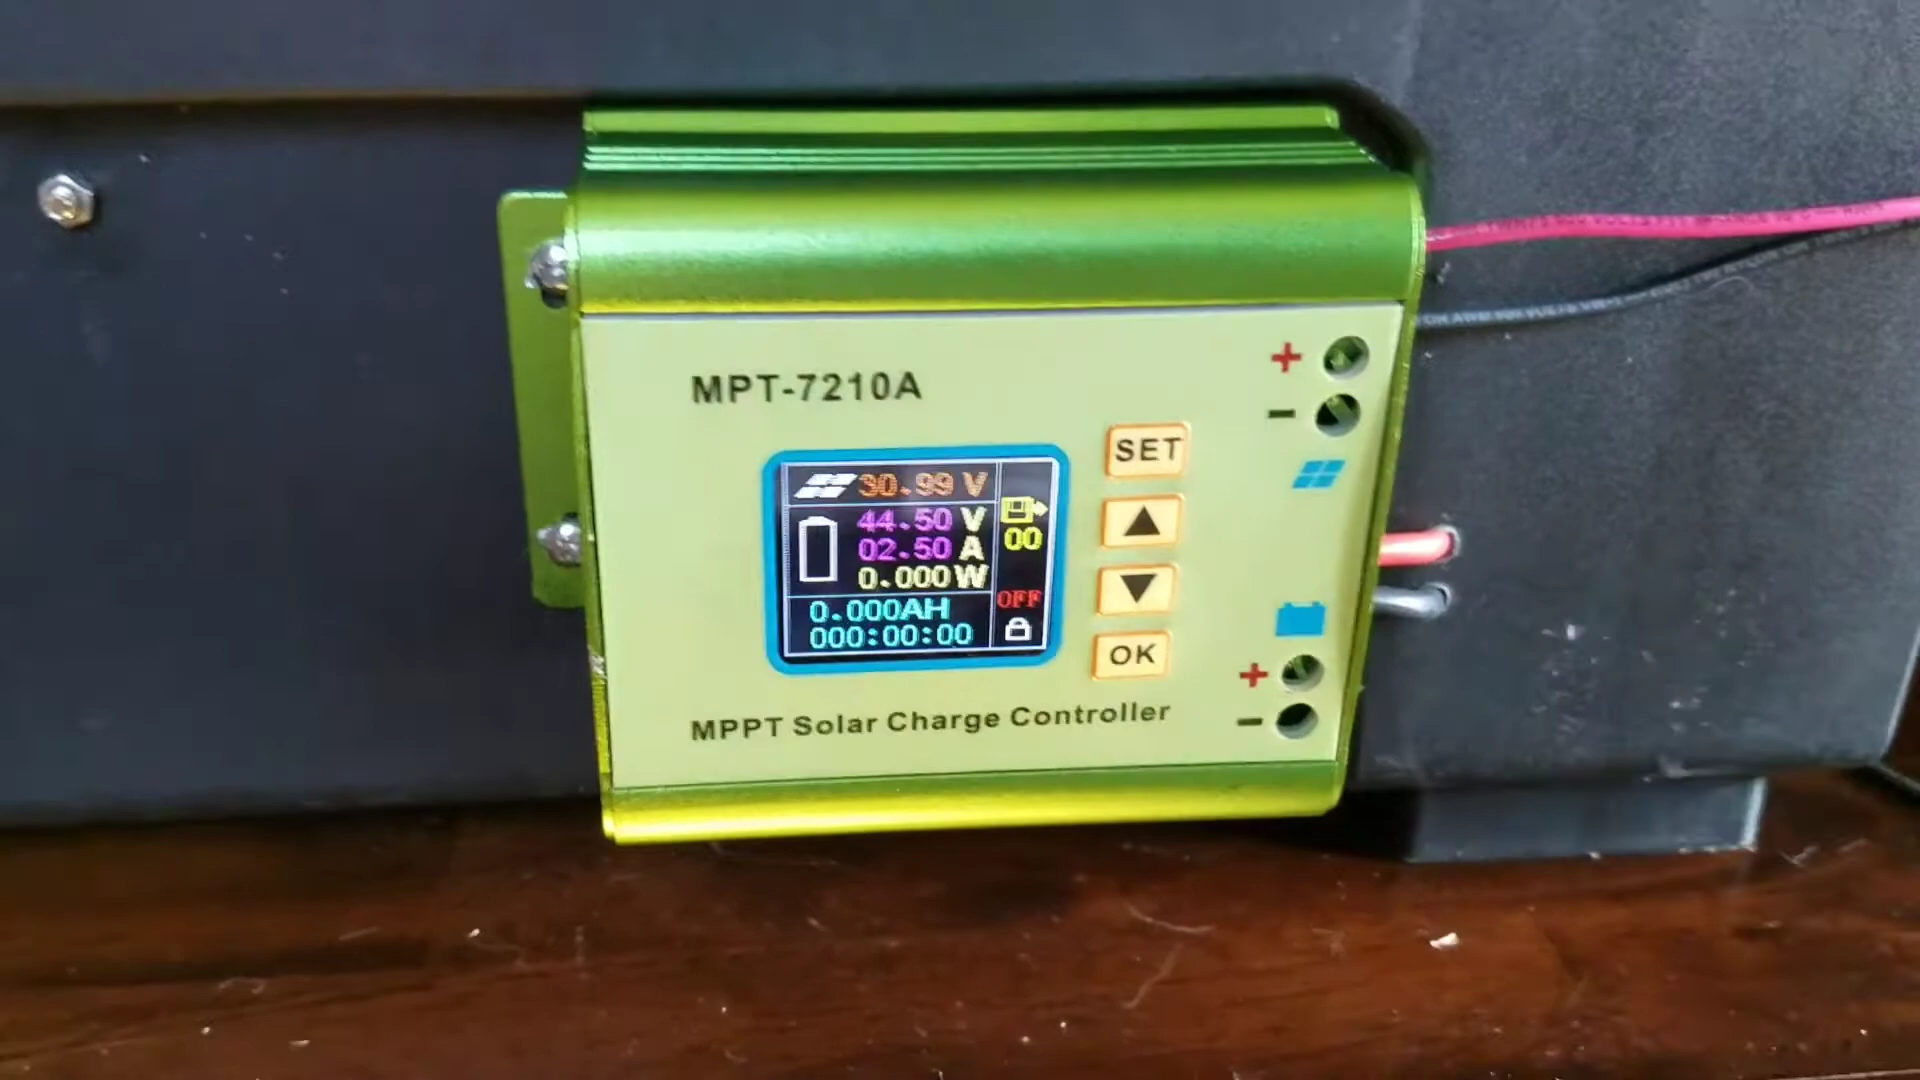 MPT-7210A
SET
30.99 V
44.50 V
02.50 A
0.000W
0.000AH
000:00:00
00
OFF
OK
MPPT Solar Charge Controller
+
-
+
-